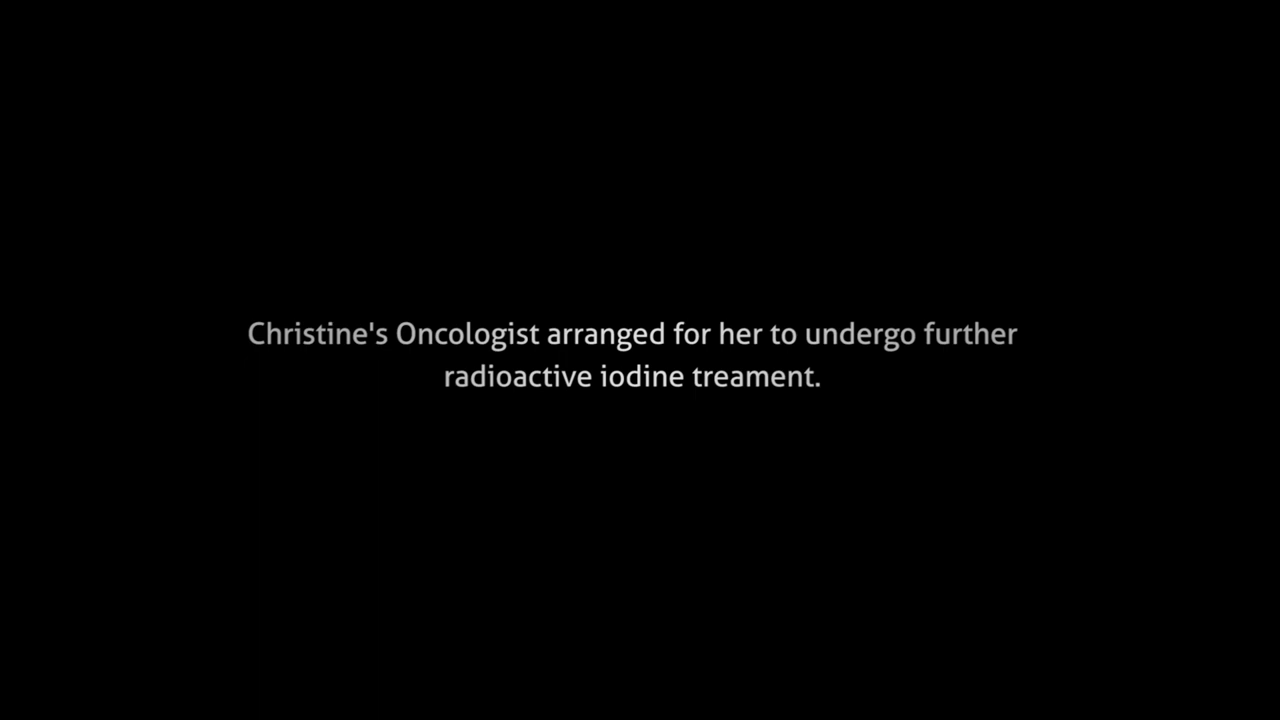 Christine's Oncologist arranged for her to undergo further
radioactive iodine treament.